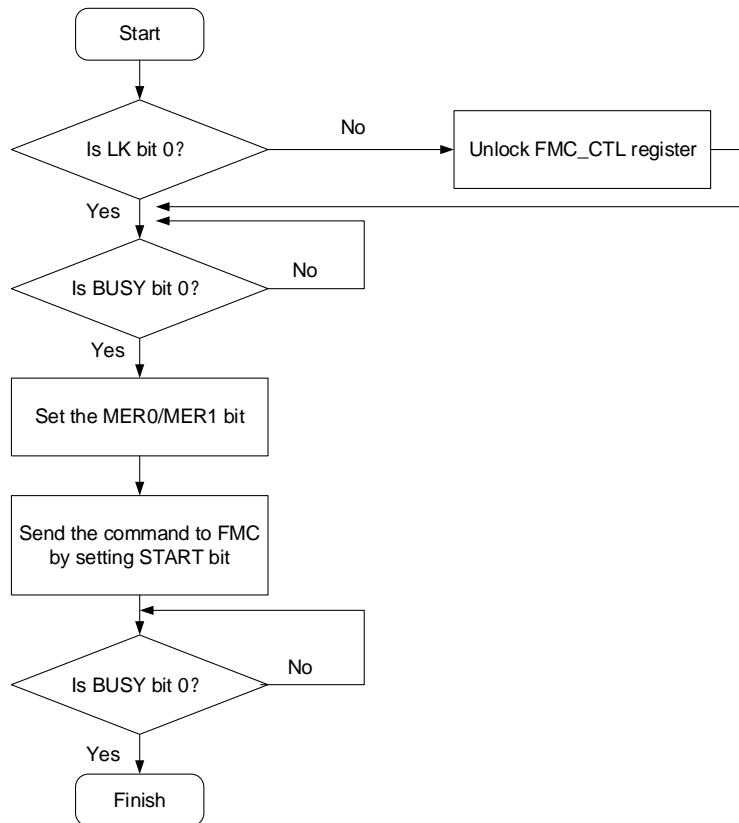 Start
Is LK bit 0?
No
Unlock FMC_CTL register
Yes
Is BUSY bit 0?
No
Yes
Set the MER0/MER1 bit
Send the command to FMC
by setting START bit
Is BUSY bit 0?
No
Yes
Finish